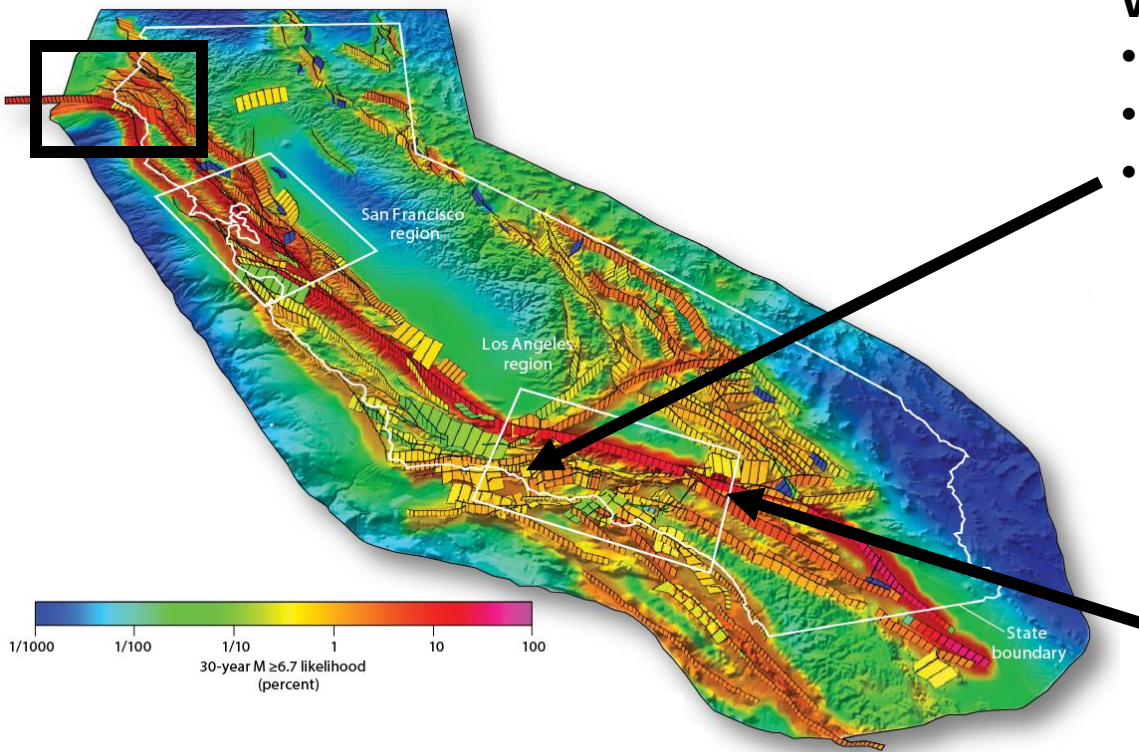 •
•
•
San Francisco
region
Los Angeles
region
State
boundary
1/1000 1/100 1/10 1 10 100
30-year M ≥6.7 likelihood
(percent)